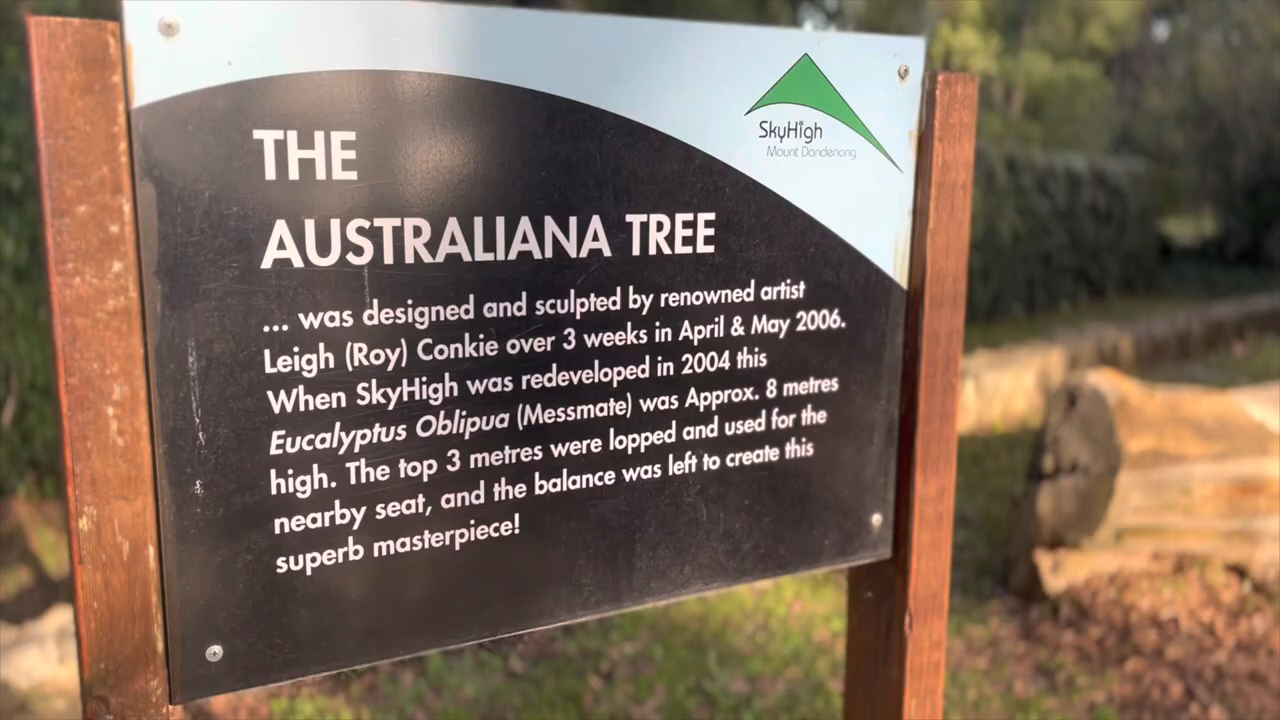 SkyHigh
Mount Dandenong
THE
AUSTRALIANA TREE
... was designed and sculpted by renowned artist
Leigh (Roy) Conkie over 3 weeks in April & May 2006.
When SkyHigh was redeveloped in 2004 this
Eucalyptus Oblipua (Messmate) was Approx. 8 metres
high. The top 3 metres were lopped and used for the
nearby seat, and the balance was left to create this
superb masterpiece!